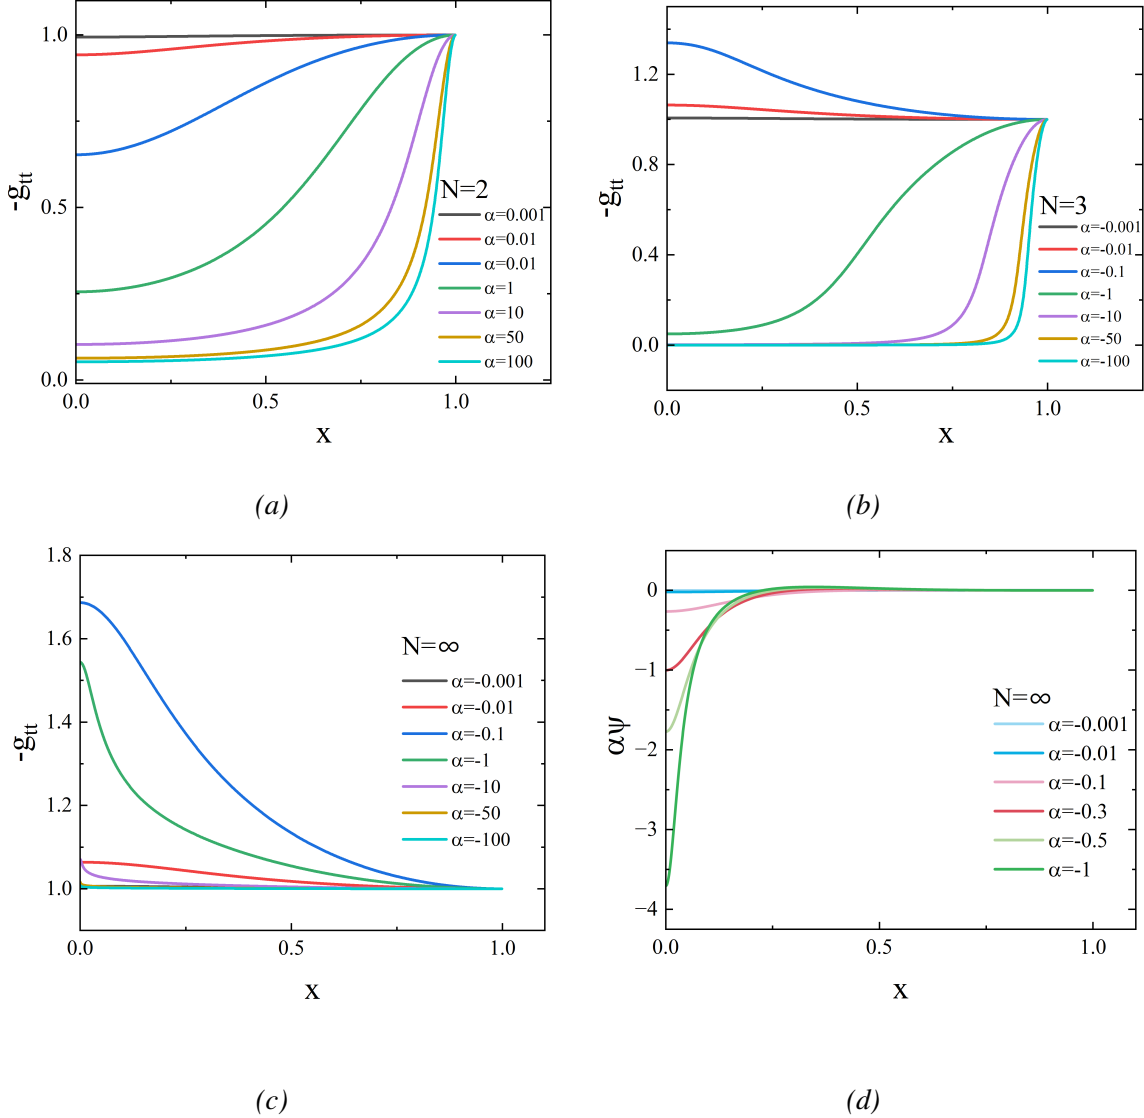 1.0
0.5
0.0
-g_tt
N=2
α=0.001
α=0.01
α=0.01
α=1
α=10
α=50
α=100
0.0 0.5 1.0
x
(a)
1.2
0.8
0.4
0.0
-g_tt
N=3
α=-0.001
α=-0.01
α=-0.1
α=-1
α=-10
α=-50
α=-100
0.0 0.5 1.0
x
(b)
1.8
1.6
1.4
1.2
1.0
-g_tt
N=∞
α=-0.001
α=-0.01
α=-0.1
α=-1
α=-10
α=-50
α=-100
0.0 0.5 1.0
x
(c)
0
−1
−2
−3
−4
αψ
N=∞
α=-0.001
α=-0.01
α=-0.1
α=-0.3
α=-0.5
α=-1
0.0 0.5 1.0
x
(d)